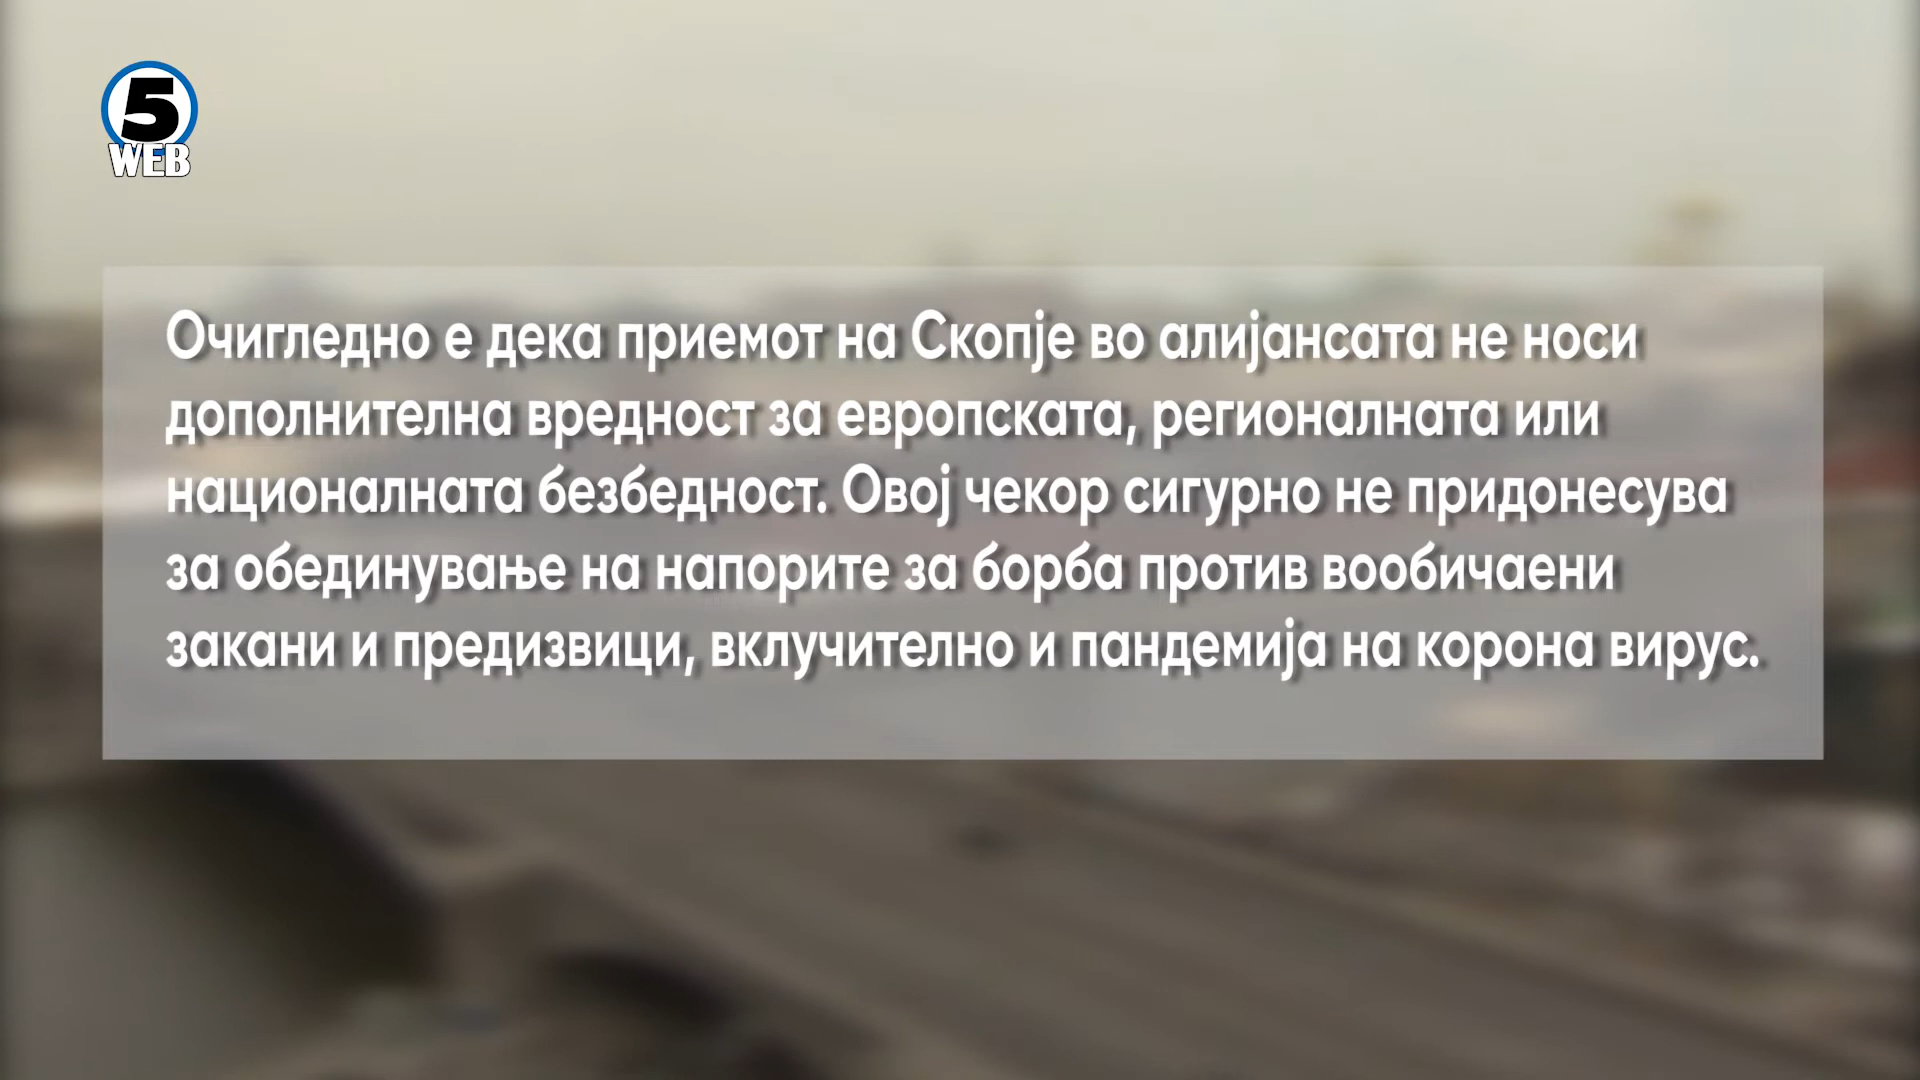 5
WEB
Очигледно е дека приемот на Скопје во алијансата не носи
дополнителна вредност за европската, регионалната или
националната безбедност. Овој чекор сигурно не придонесува
за обединување на напорите за борба против вообичаени
закани и предизвици, вклучително и пандемија на корона вирус.